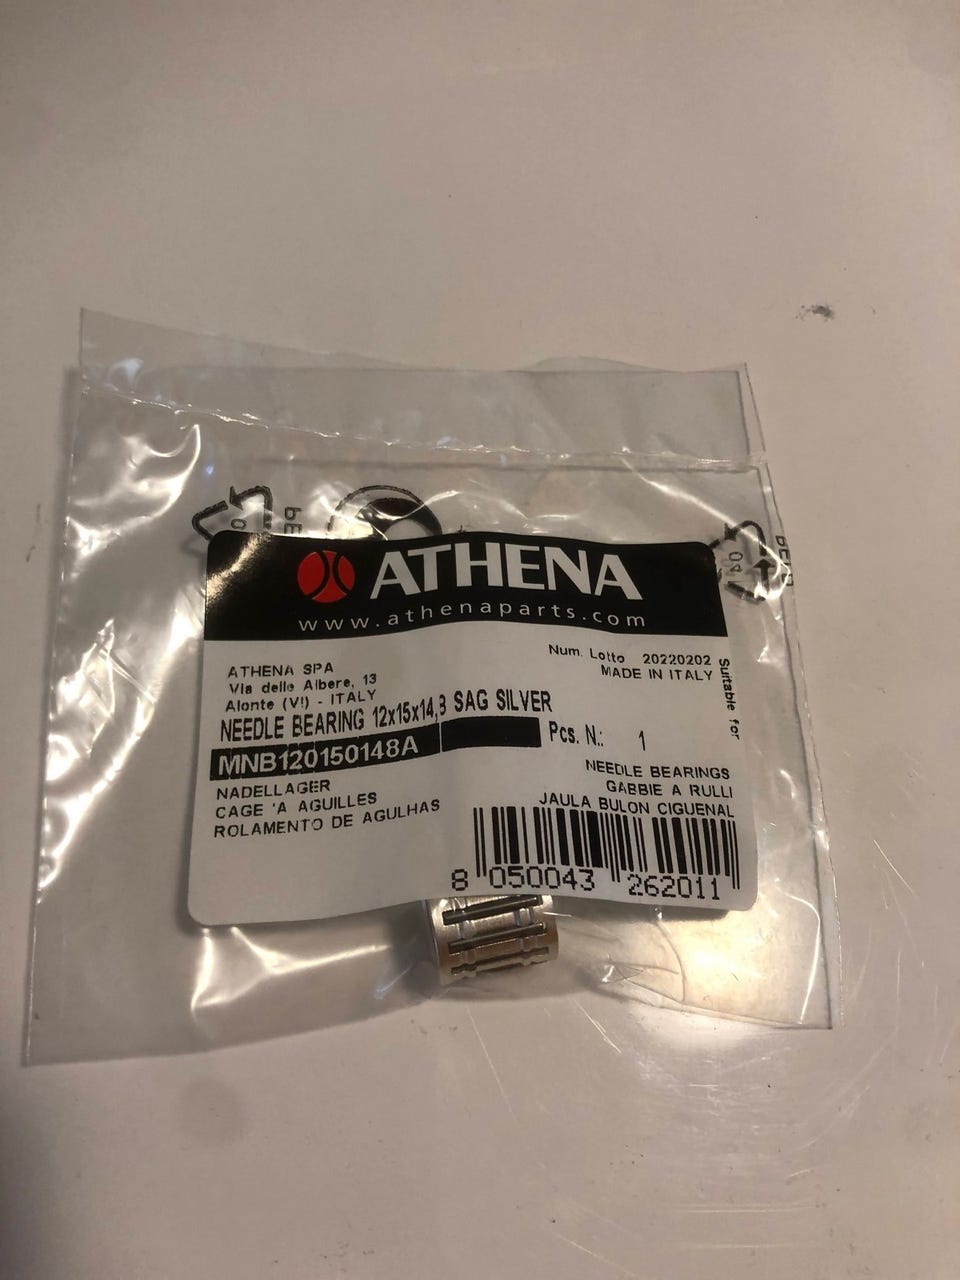 ATHENA
www.athenaparts.com
ATHENA SPA
Via delle Albere, 13
Alonte (VI) - ITALY
Num. Lotto 20220202
MADE IN ITALY
Suitable for
NEEDLE BEARING 12x15x14,8 SAG SILVER
MNB120150148A
Pcs. N.: 1
NADELLAGER
CAGE 'A AGUILLES
ROLAMENTO DE AGULHAS
NEEDLE BEARINGS
GABBIE A RULLI
JAULA BULON CIGUENAL
8 050043 262011
04